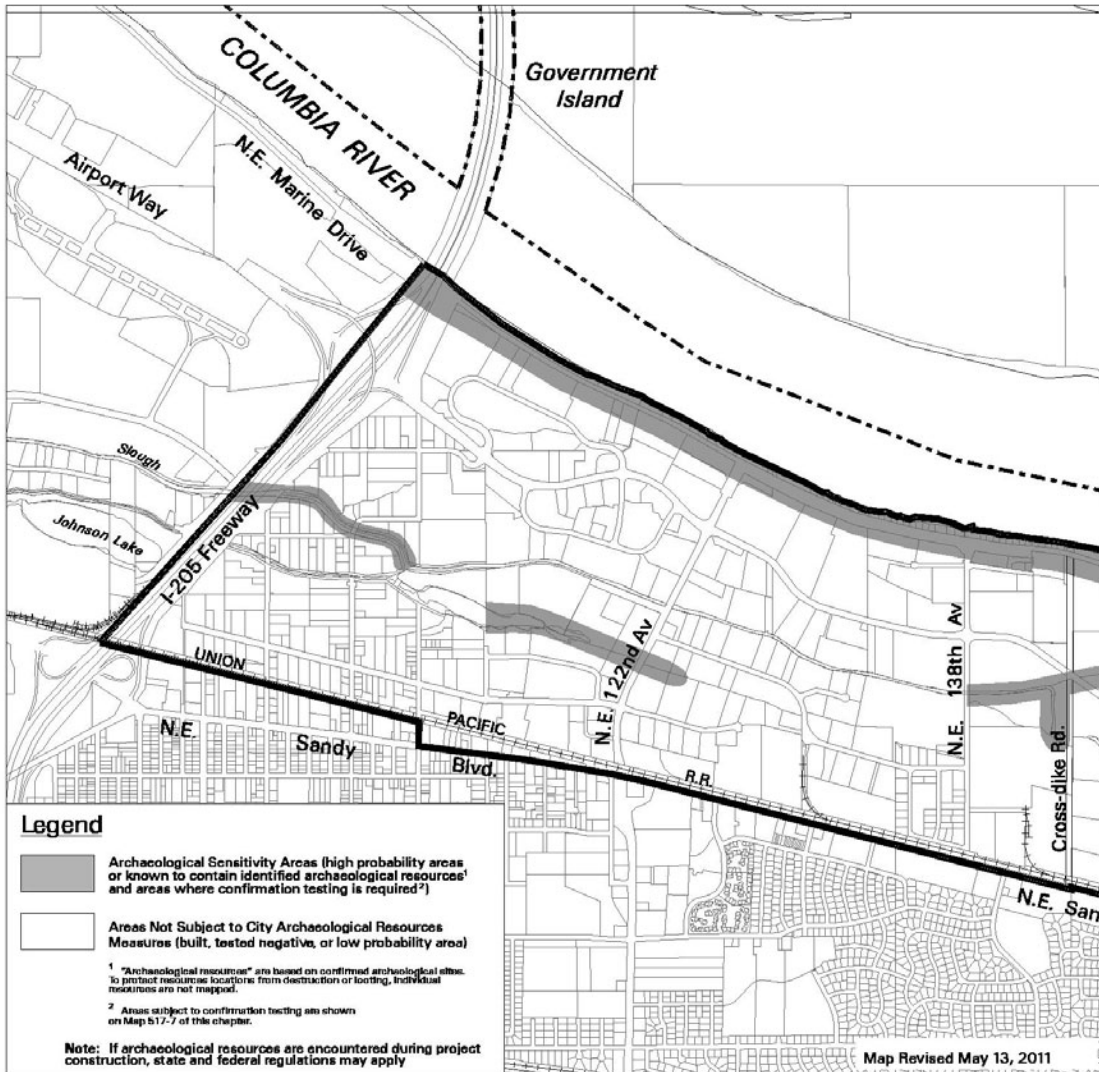 COLUMBIA RIVER
Government
Island
N.E. Marine Drive
Airport Way
Slough
Johnson Lake
I-205 Freeway
N.E. 122nd Av
N.E. 138th Av
Cross-dike Rd.
UNION PACIFIC R.R.
N.E. Sandy Blvd.
N.E. San
Legend
Archaeological Sensitivity Areas (high probability areas
or known to contain identified archaeological resources¹
and areas where confirmation testing is required²)
Areas Not Subject to City Archaeological Resources
Measures (built, tested negative, or low probability area)
¹ "Archaeological resources" are based on confirmed archaeological sites.
To protect resources locations from destruction or looting, individual
resources are not mapped.
² Areas subject to confirmation testing are shown
on Map 517-7 of this chapter.
Note: If archaeological resources are encountered during project
construction, state and federal regulations may apply
Map Revised May 13, 2011